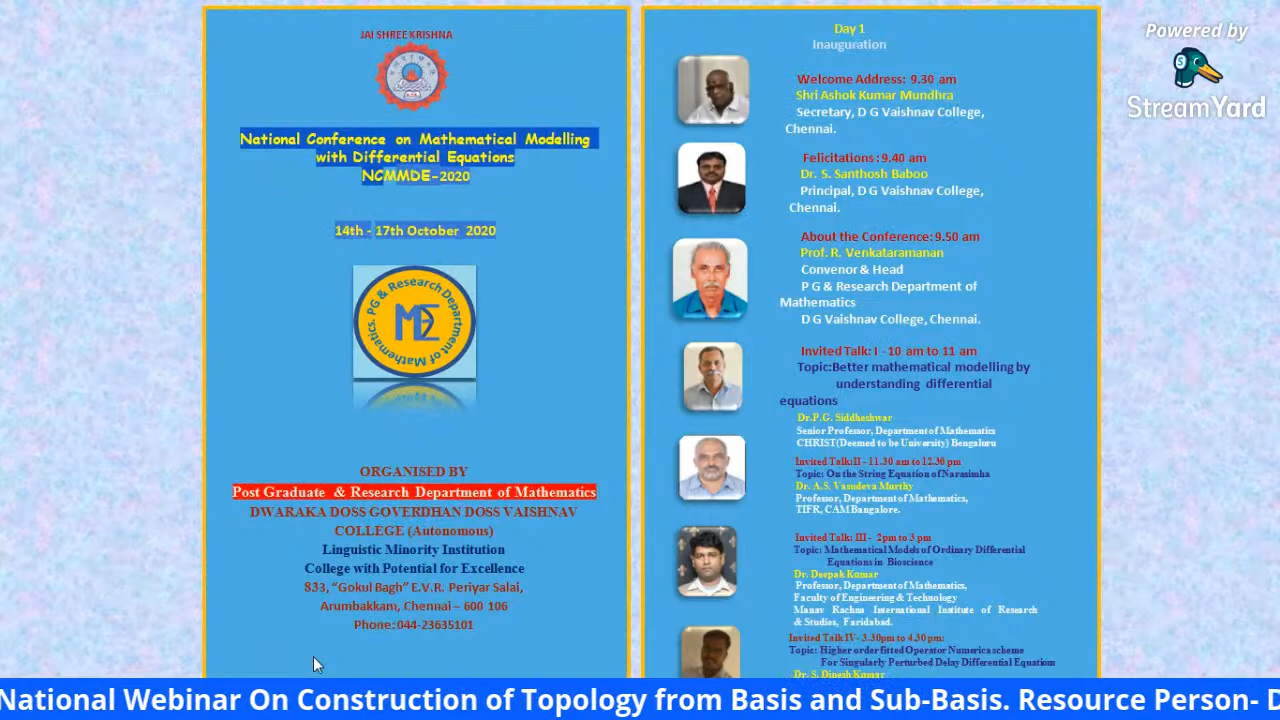 JAI SHREE KRISHNA
National Conference on Mathematical Modelling
with Differential Equations
NCMMDE-2020
14th - 17th October 2020
PG & Research Department of Mathematics.
ORGANISED BY
Post Graduate & Research Department of Mathematics
DWARAKA DOSS GOVERDHAN DOSS VAISHNAV
COLLEGE (Autonomous)
Linguistic Minority Institution
College with Potential for Excellence
833, “Gokul Bagh” E.V.R. Periyar Salai,
Arumbakkam, Chennai – 600 106
Phone: 044-23635101
Day 1
Inauguration
Welcome Address: 9.30 am
Shri Ashok Kumar Mundhra
Secretary, D G Vaishnav College,
Chennai.
Felicitations : 9.40 am
Dr. S. Santhosh Baboo
Principal, D G Vaishnav College,
Chennai.
About the Conference: 9.50 am
Prof. R. Venkataramanan
Convenor & Head
P G & Research Department of
Mathematics
D G Vaishnav College, Chennai.
Invited Talk: I - 10 am to 11 am
Topic:Better mathematical modelling by
understanding differential
equations
Dr.P.G. Siddheshwar
Senior Professor, Department of Mathematics
CHRIST(Deemed to be University) Bengaluru
Invited Talk:II - 11.30 am to 12.30 pm
Topic: On the String Equation of Narasimha
Dr. A.S. Vasudeva Murthy
Professor, Department of Mathematics,
TIFR, CAM Bangalore.
Invited Talk: III - 2pm to 3 pm
Topic: Mathematical Models of Ordinary Differential
Equations in Bioscience
Dr. Deepak Kumar
Professor, Department of Mathematics,
Faculty of Engineering & Technology
Manav Rachna International Institute of Research
& Studies, Faridabad.
Invited Talk IV- 3.30pm to 4.30 pm:
Topic: Higher order fitted Operator Numerica scheme
For Singularly Perturbed Delay Differential Equation
Dr. S. Dinesh Kumar
Powered by
StreamYard
National Webinar On Construction of Topology from Basis and Sub-Basis. Resource Person- D